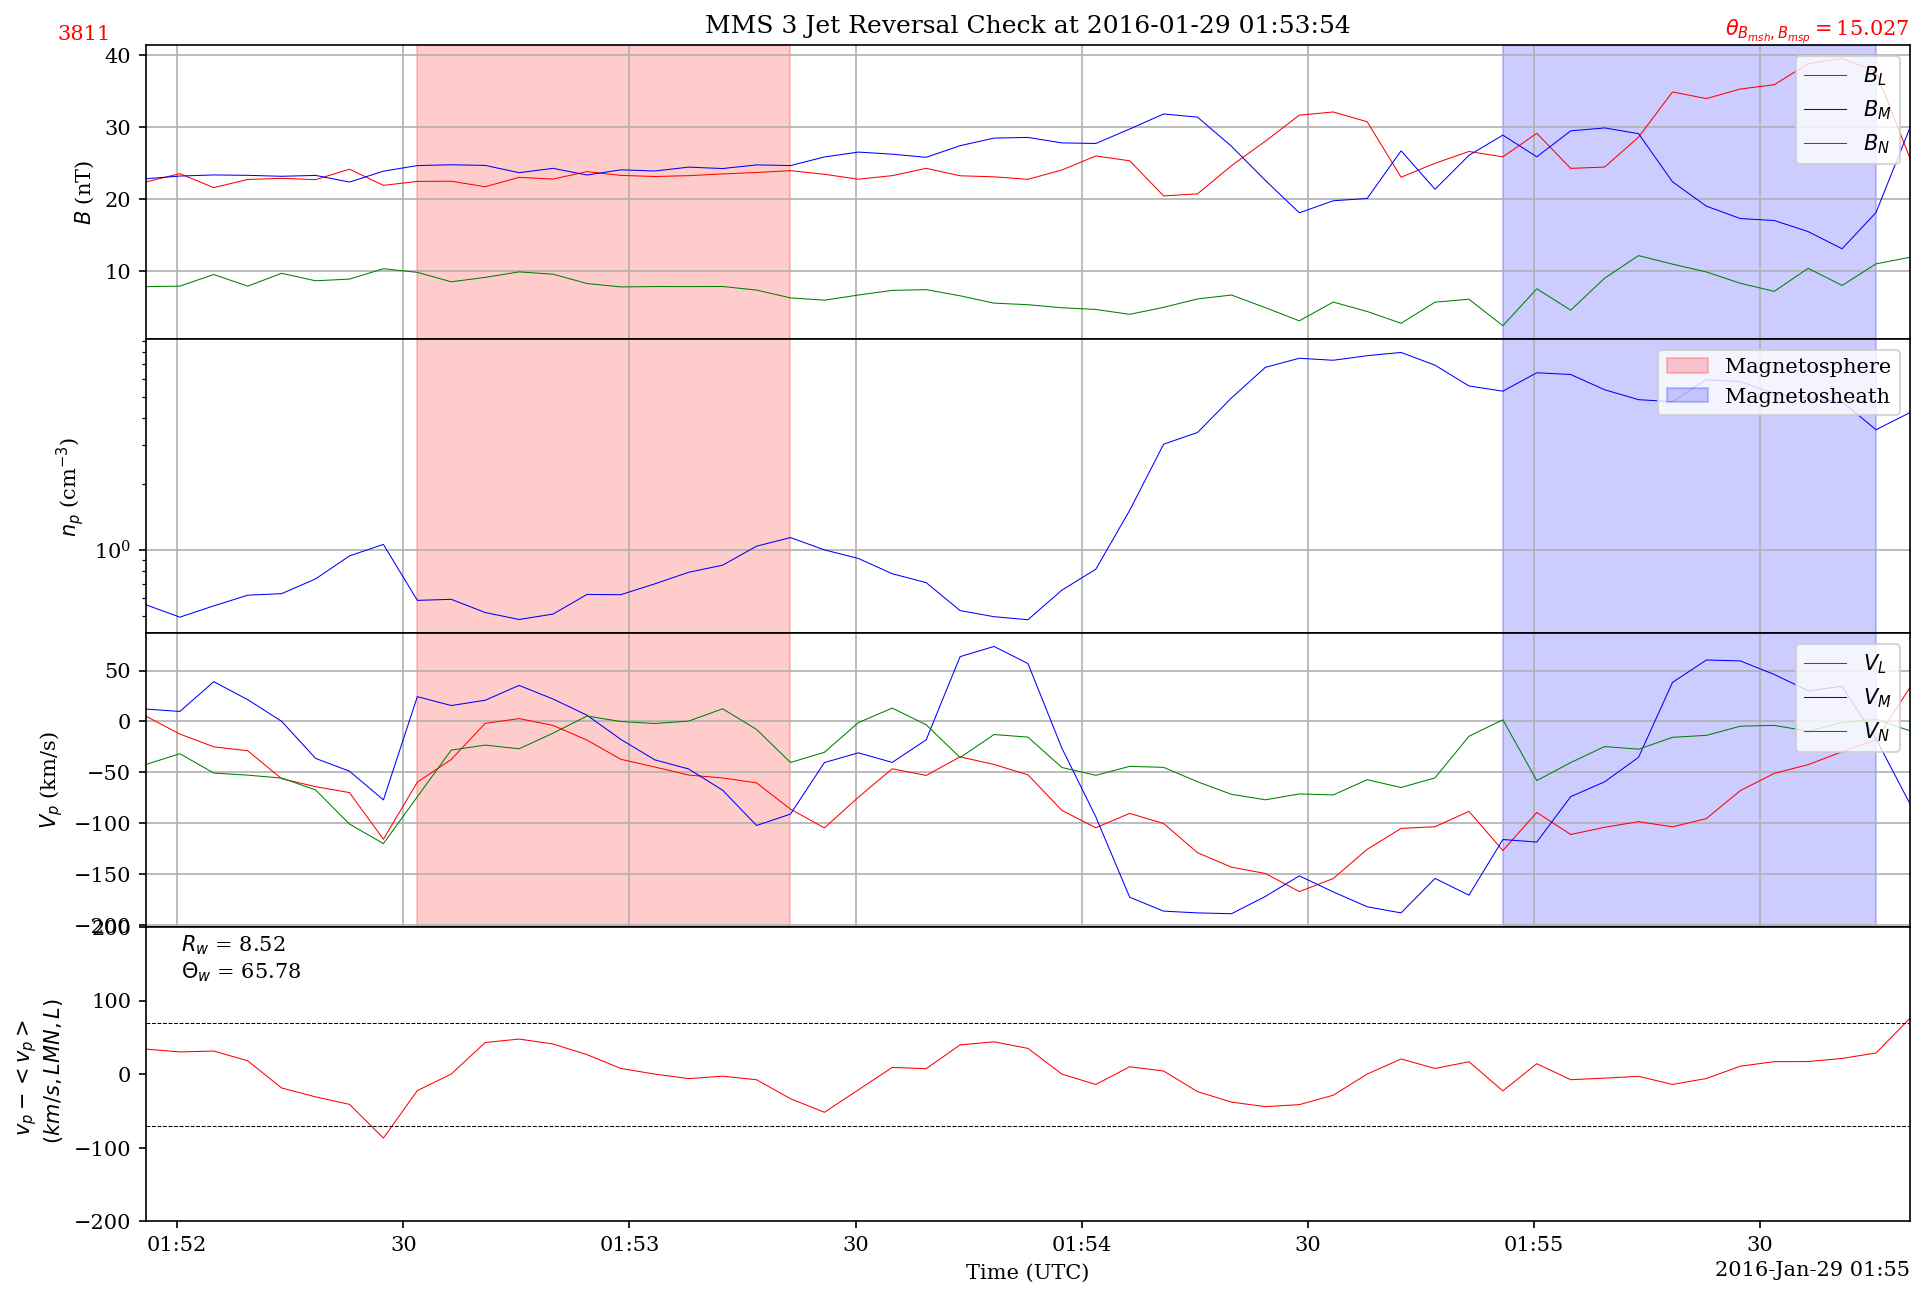 3811
MMS 3 Jet Reversal Check at 2016-01-29 01:53:54
θ_{B_{msh}, B_{msp}} = 15.027
40
30
20
10
B (nT)
B_L
B_M
B_N
10^0
n_p (cm^{−3})
Magnetosphere
Magnetosheath
50
0
−50
−100
−150
−200
V_p (km/s)
V_L
V_M
V_N
200
100
0
−100
−200
v_p − < v_p >
(km/s, LMN, L)
R_w = 8.52
Θ_w = 65.78
01:52
30
01:53
30
01:54
30
01:55
30
Time (UTC)
2016-Jan-29 01:55